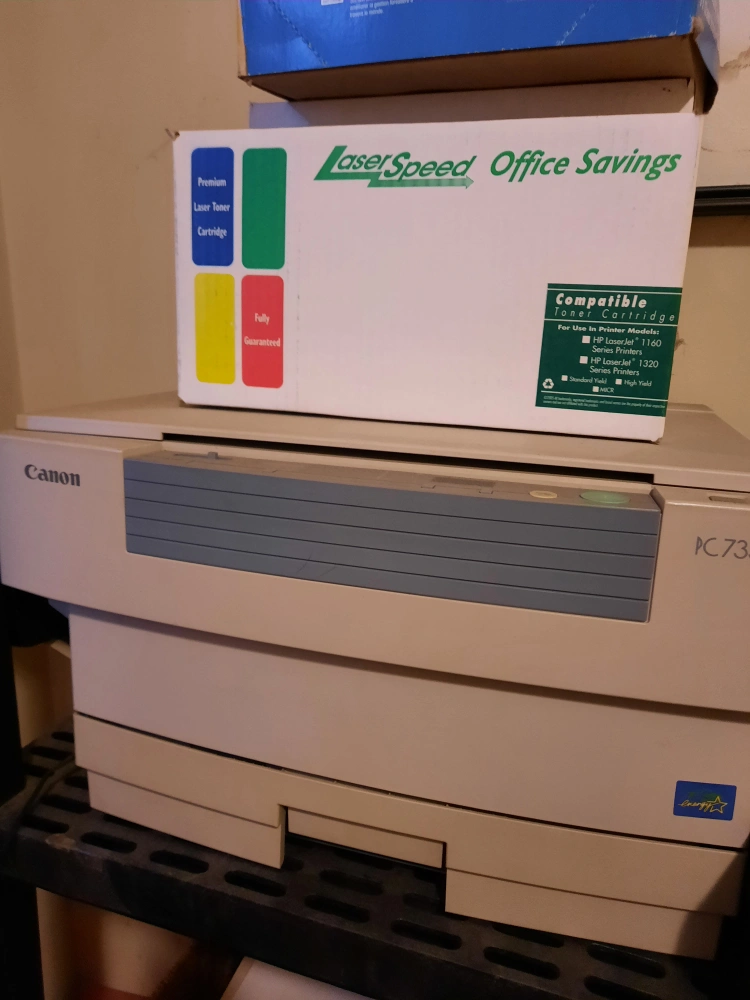 Premium
Laser Toner
Cartridge
Fully
Guaranteed
LaserSpeed Office Savings
Compatible
Toner Cartridge
For Use In Printer Models:
HP LaserJet® 1160
Series Printers
HP LaserJet® 1320
Series Printers
Standard Yield High Yield
MICR
Canon
PC73
energy